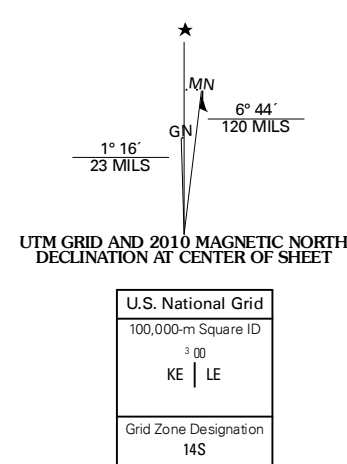 ★
MN
GN
6° 44´
120 MILS
1° 16´
23 MILS
UTM GRID AND 2010 MAGNETIC NORTH
DECLINATION AT CENTER OF SHEET
U.S. National Grid
100,000-m Square ID
3 00
KE LE
Grid Zone Designation
14S